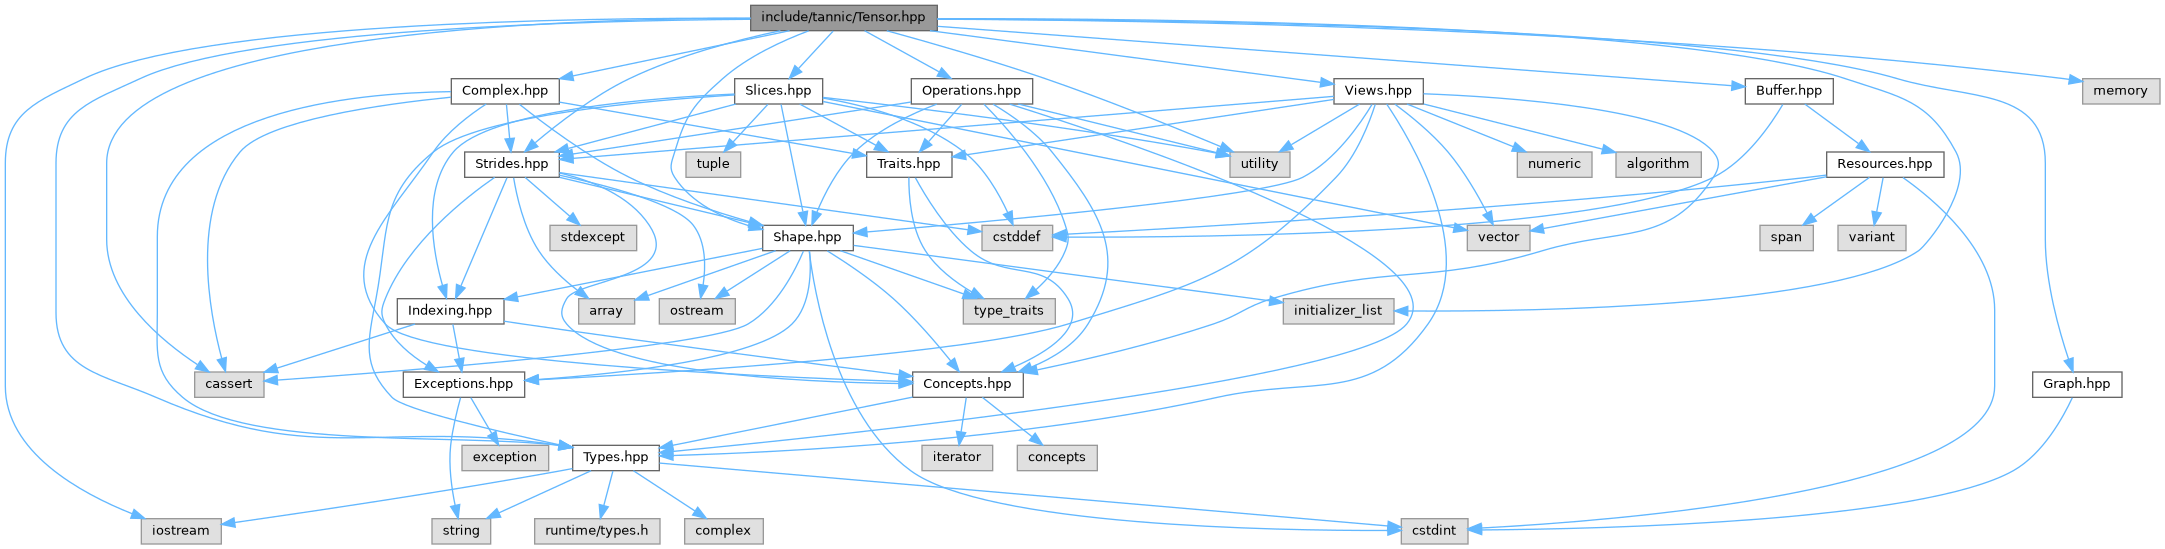 include/tannic/Tensor.hpp
Complex.hpp
Slices.hpp
Operations.hpp
Views.hpp
Buffer.hpp
memory
Strides.hpp
tuple
Traits.hpp
utility
numeric
algorithm
Resources.hpp
stdexcept
Shape.hpp
cstddef
vector
span
variant
Indexing.hpp
array
ostream
type_traits
initializer_list
cassert
Exceptions.hpp
Concepts.hpp
Graph.hpp
exception
Types.hpp
iterator
concepts
iostream
string
runtime/types.h
complex
cstdint